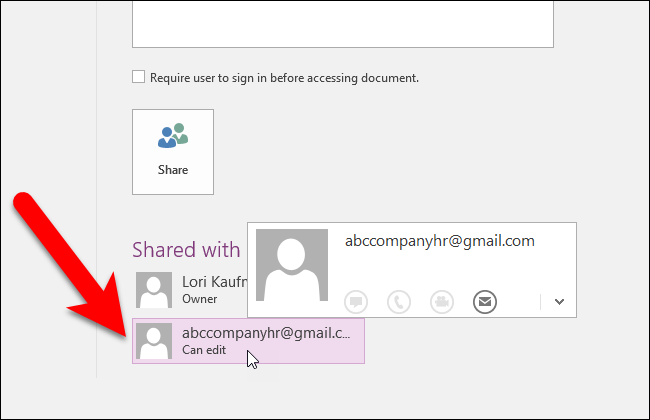 Require user to sign in before accessing document.
Share
Shared with
abccompanyhr@gmail.com
Lori Kaufm
Owner
abccompanyhr@gmail.c...
Can edit